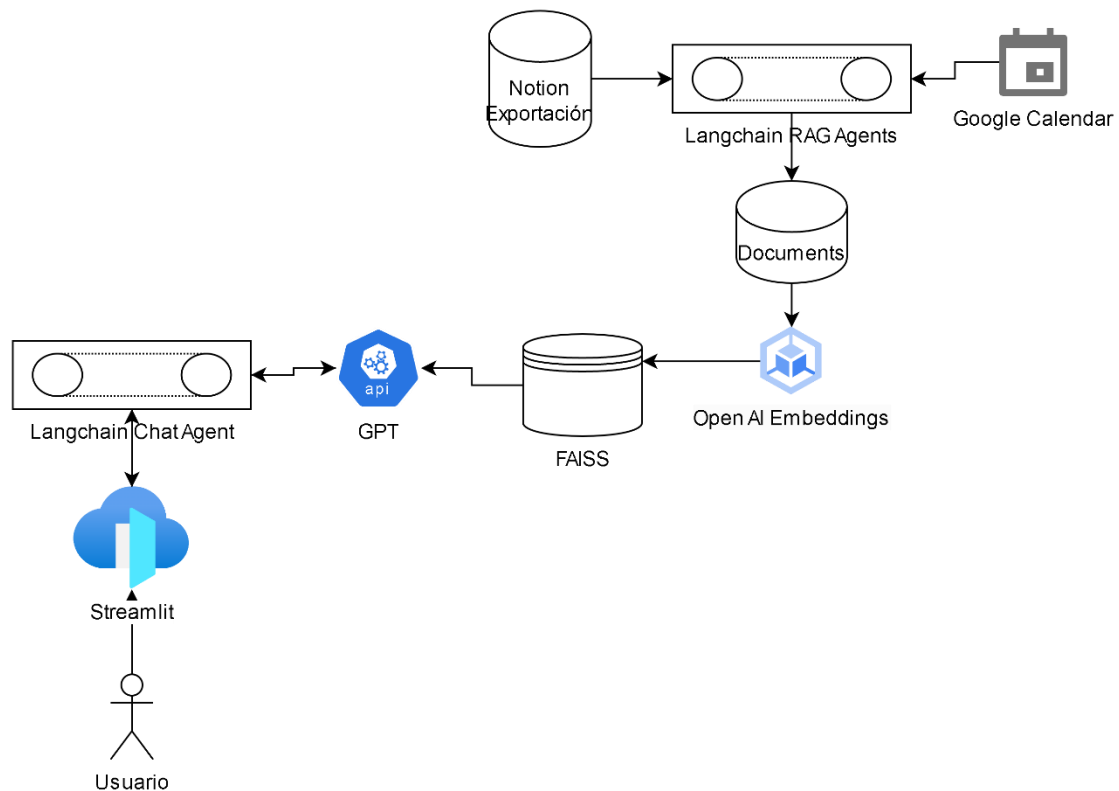 Notion
Exportación
Langchain RAG Agents
Google Calendar
Documents
Open AI Embeddings
FAISS
api
GPT
Langchain Chat Agent
Streamlit
Usuario